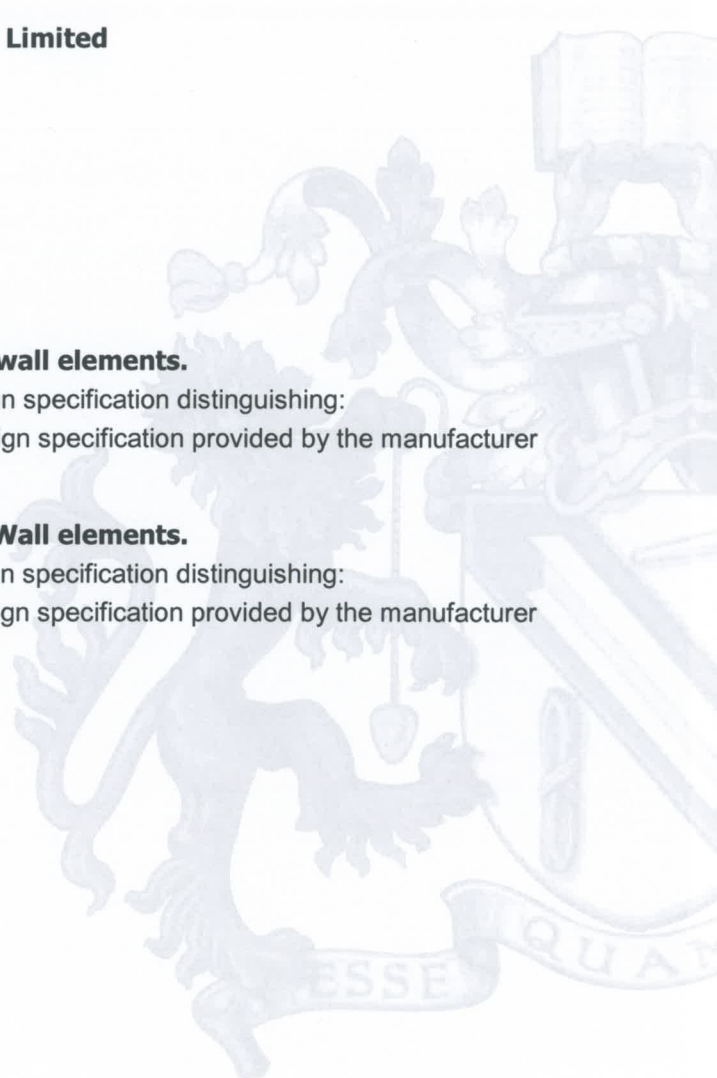 Limited
wall elements.
n specification distinguishing:
gn specification provided by the manufacturer
Wall elements.
n specification distinguishing:
gn specification provided by the manufacturer
ESSE QUAM